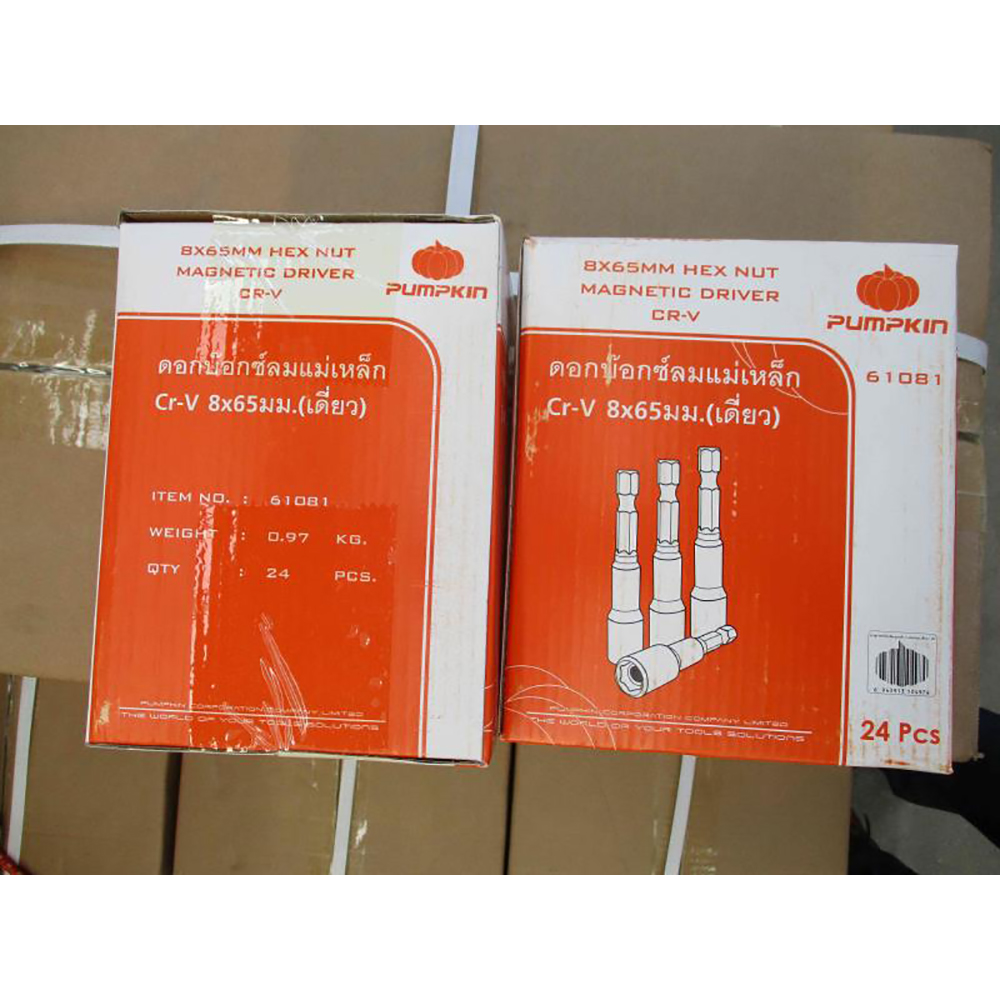 8X65MM HEX NUT
MAGNETIC DRIVER
CR-V
PUMPKIN
ดอกบ๊อกซ์ลมแม่เหล็ก
Cr-V 8x65มม.(เดี่ยว)
ITEM NO. : 61081
WEIGHT : 0.97 KG.
QTY : 24 PCS.
PUMPKIN CORPORATION COMPANY LIMITED
THE WORLD OF YOUR TOOLS SOLUTIONS
8X65MM HEX NUT
MAGNETIC DRIVER
CR-V
PUMPKIN
61081
ดอกบ๊อกซ์ลมแม่เหล็ก
Cr-V 8x65มม.(เดี่ยว)
PUMPKIN CORPORATION COMPANY LIMITED
THE WORLD OF YOUR TOOLS SOLUTIONS
24 Pcs